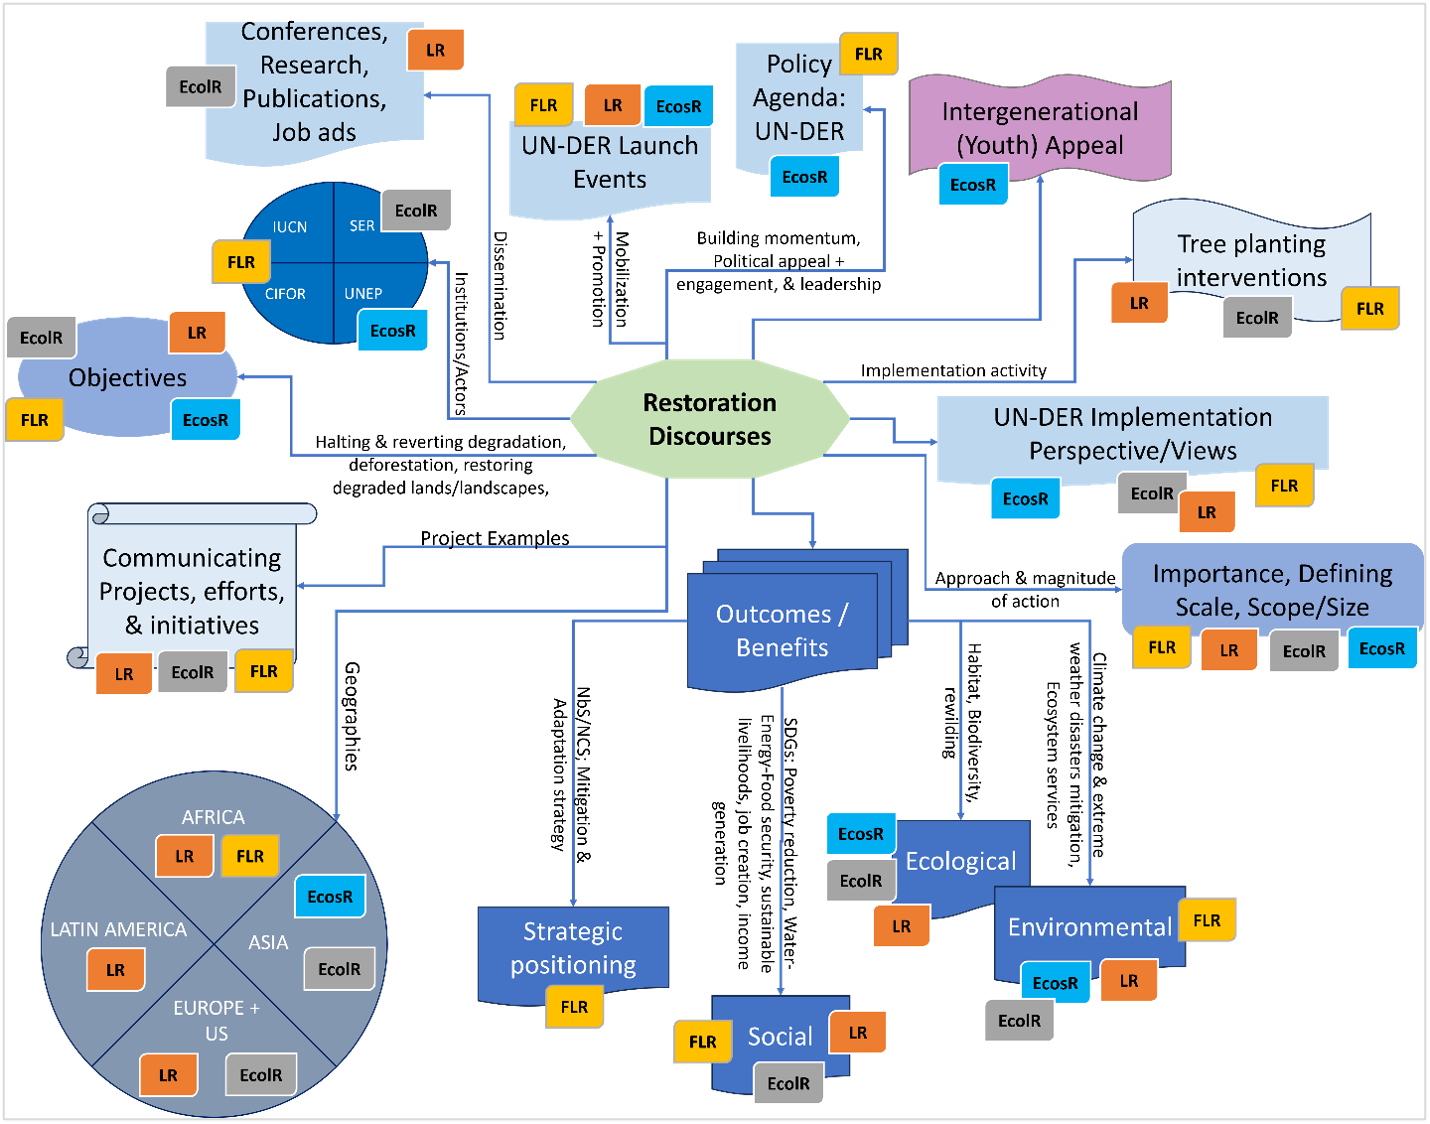 Conferences,
Research,
Publications,
Job ads
LR
EcolR
FLR
LR
EcosR
UN-DER Launch
Events
Policy
Agenda:
UN-DER
FLR
EcosR
Intergenerational
(Youth) Appeal
EcosR
Tree planting
interventions
LR
EcolR
FLR
IUCN
SER
CIFOR
UNEP
EcolR
FLR
EcosR
Dissemination
Mobilization
+ Promotion
Building momentum,
Political appeal +
engagement, & leadership
Institutions/Actors
Implementation activity
EcolR
LR
Objectives
FLR
EcosR
Halting & reverting degradation,
deforestation, restoring
degraded lands/landscapes,
Restoration
Discourses
UN-DER Implementation
Perspective/Views
EcosR
EcolR
LR
FLR
Project Examples
Communicating
Projects, efforts,
& initiatives
LR
EcolR
FLR
Approach & magnitude
of action
Importance, Defining
Scale, Scope/Size
FLR
LR
EcolR
EcosR
Outcomes /
Benefits
Geographies
NbS/NCS; Mitigation &
Adaptation strategy
SDGs: Poverty reduction, Water-
Energy-Food security, sustainable
livelihoods, job creation, income
generation
Habitat, Biodiversity,
rewilding
Climate change & extreme
weather disasters mitigation,
Ecosystem services
AFRICA
LR
FLR
EcosR
LATIN AMERICA
LR
ASIA
EcolR
EUROPE +
US
LR
EcolR
Strategic
positioning
FLR
Social
FLR
LR
EcolR
EcosR
EcolR
LR
Ecological
Environmental
FLR
EcosR
LR
EcolR